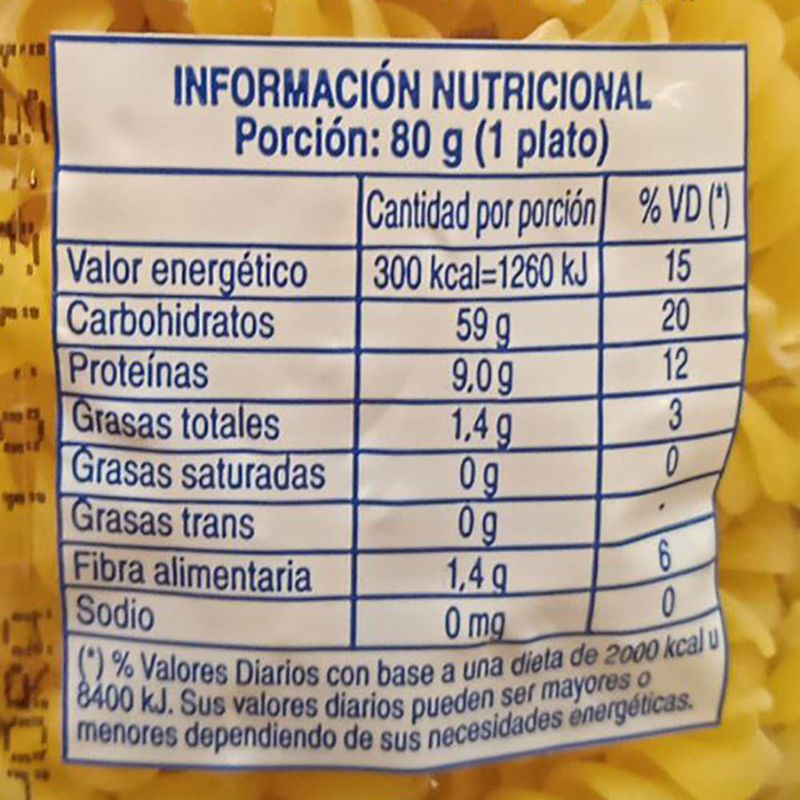 INFORMACIÓN NUTRICIONAL
Porción: 80 g (1 plato)
Cantidad por porción % VD (*)
Valor energético 300 kcal=1260 kJ 15
Carbohidratos 59 g 20
Proteínas 9,0 g 12
Grasas totales 1,4 g 3
Grasas saturadas 0 g 0
Grasas trans 0 g -
Fibra alimentaria 1,4 g 6
Sodio 0 mg 0
(*) % Valores Diarios con base a una dieta de 2000 kcal u
8400 kJ. Sus valores diarios pueden ser mayores o
menores dependiendo de sus necesidades energéticas.